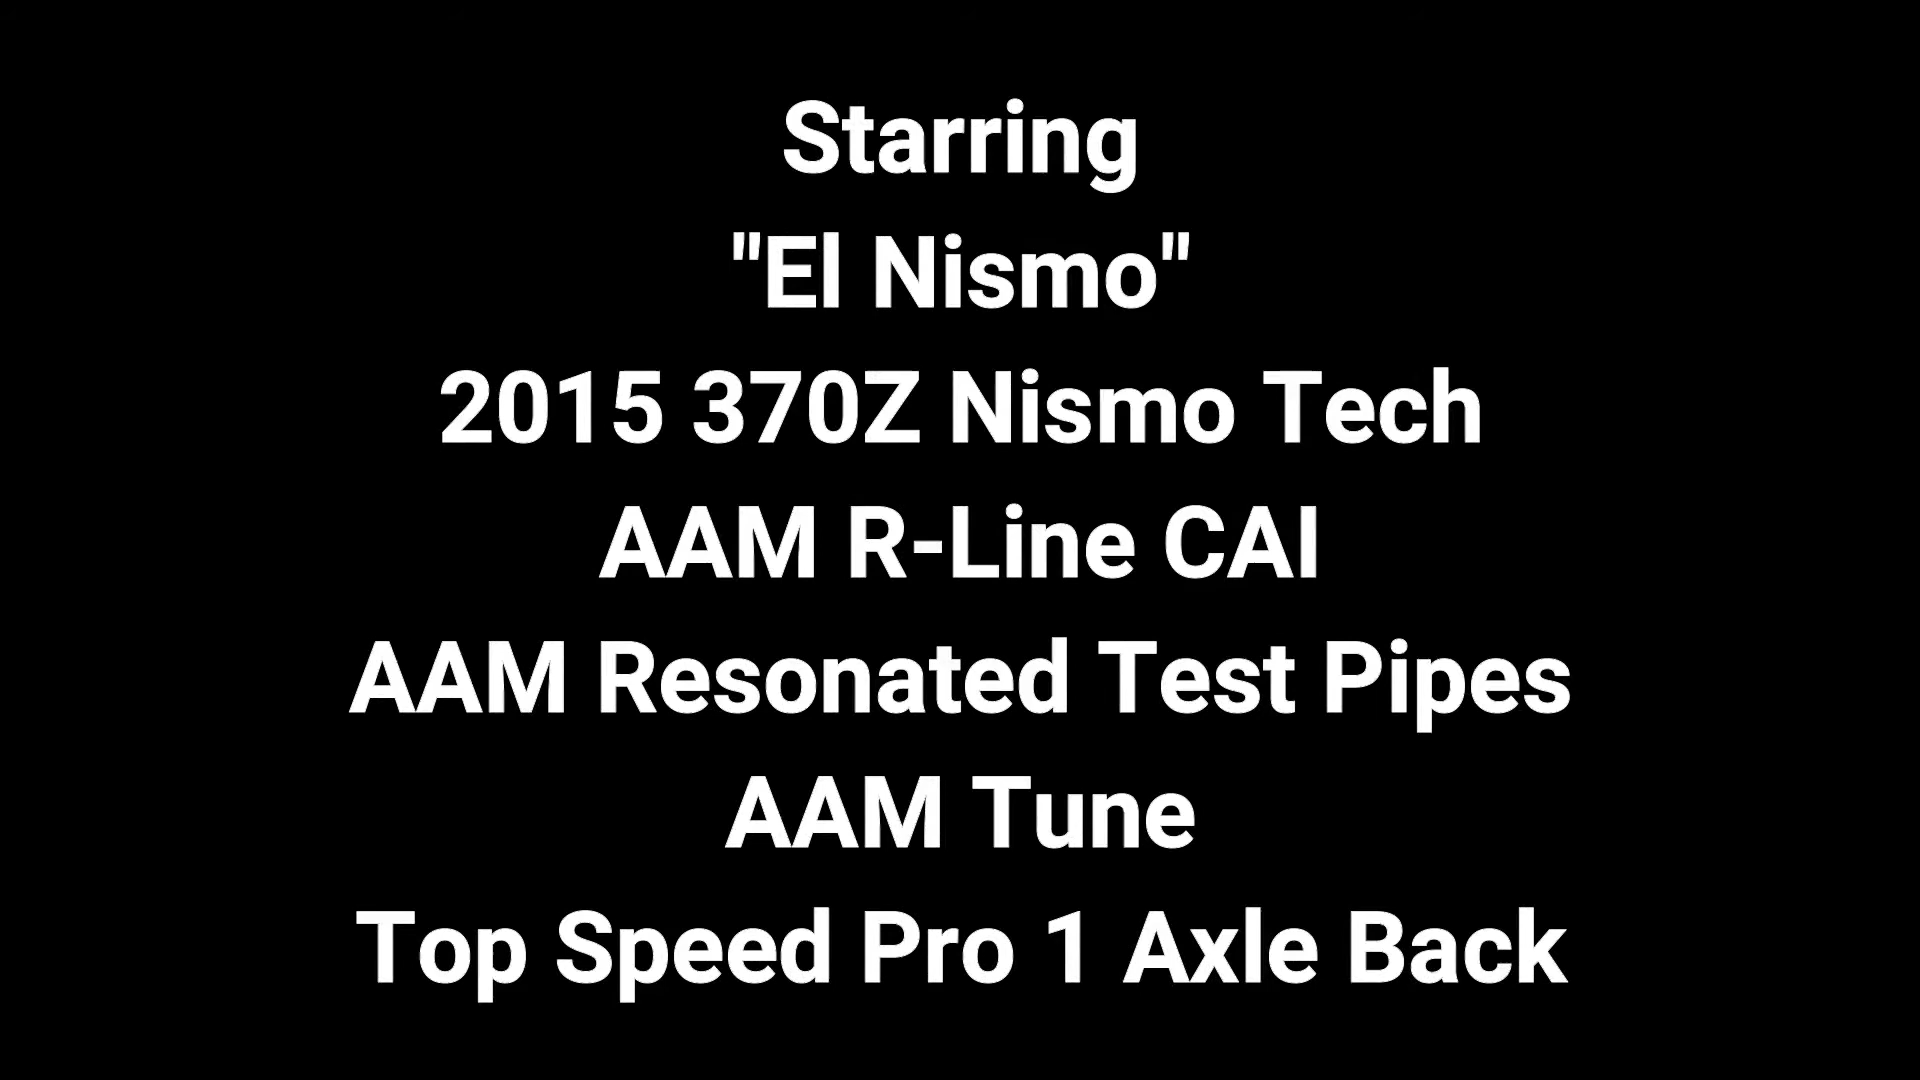 Starring
"El Nismo"
2015 370Z Nismo Tech
AAM R-Line CAI
AAM Resonated Test Pipes
AAM Tune
Top Speed Pro 1 Axle Back